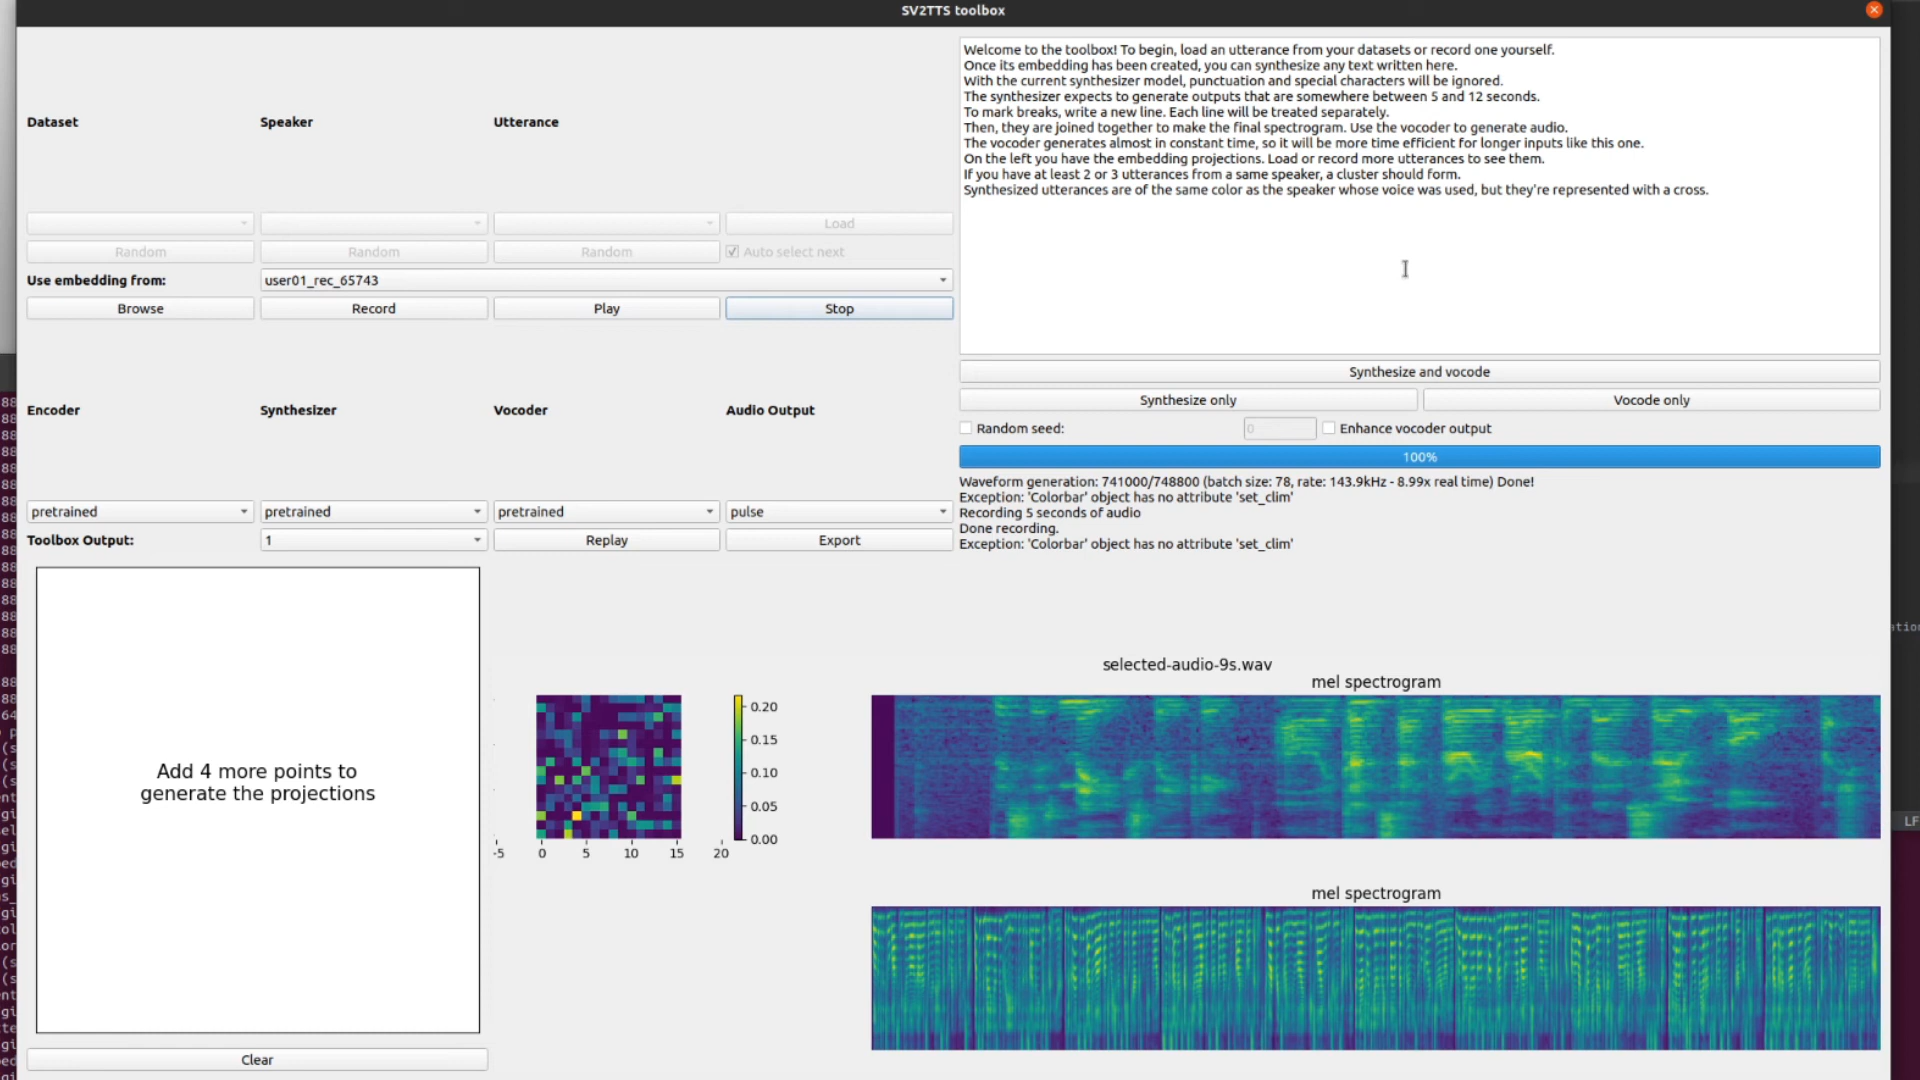 SV2TTS toolbox
Dataset
Speaker
Utterance
Load
Random
Random
Random
Auto select next
Use embedding from:
user01_rec_65743
Browse
Record
Play
Stop
Encoder
Synthesizer
Vocoder
Audio Output
pretrained
pretrained
pretrained
pulse
Toolbox Output:
1
Replay
Export
Welcome to the toolbox! To begin, load an utterance from your datasets or record one yourself.
Once its embedding has been created, you can synthesize any text written here.
With the current synthesizer model, punctuation and special characters will be ignored.
The synthesizer expects to generate outputs that are somewhere between 5 and 12 seconds.
To mark breaks, write a new line. Each line will be treated separately.
Then, they are joined together to make the final spectrogram. Use the vocoder to generate audio.
The vocoder generates almost in constant time, so it will be more time efficient for longer inputs like this one.
On the left you have the embedding projections. Load or record more utterances to see them.
If you have at least 2 or 3 utterances from a same speaker, a cluster should form.
Synthesized utterances are of the same color as the speaker whose voice was used, but they're represented with a cross.
Synthesize and vocode
Synthesize only
Vocode only
Random seed:
0
Enhance vocoder output
100%
Waveform generation: 741000/748800 (batch size: 78, rate: 143.9kHz - 8.99x real time) Done!
Exception: 'Colorbar' object has no attribute 'set_clim'
Recording 5 seconds of audio
Done recording.
Exception: 'Colorbar' object has no attribute 'set_clim'
Add 4 more points to
generate the projections
Clear
0.20
0.15
0.10
0.05
0.00
-5 0 5 10 15 20
selected-audio-9s.wav
mel spectrogram
mel spectrogram
LF